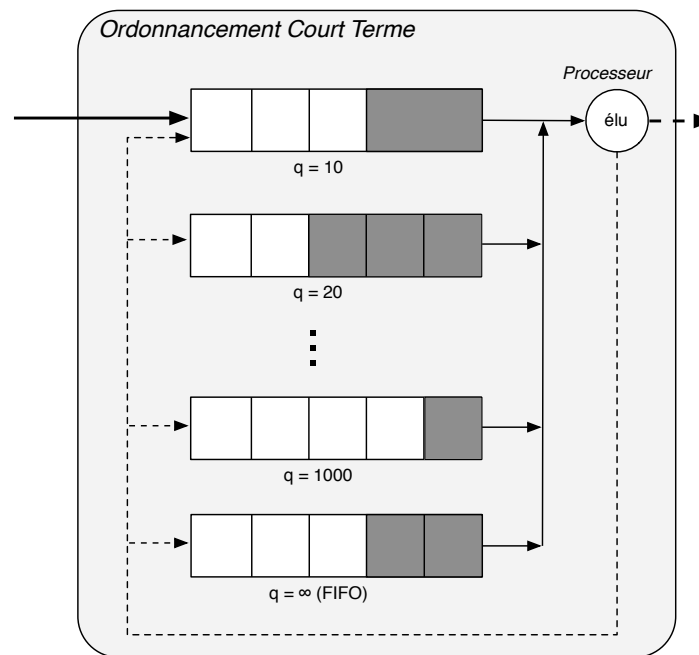 Ordonnancement Court Terme
Processeur
élu
q = 10
q = 20
q = 1000
q = ∞ (FIFO)